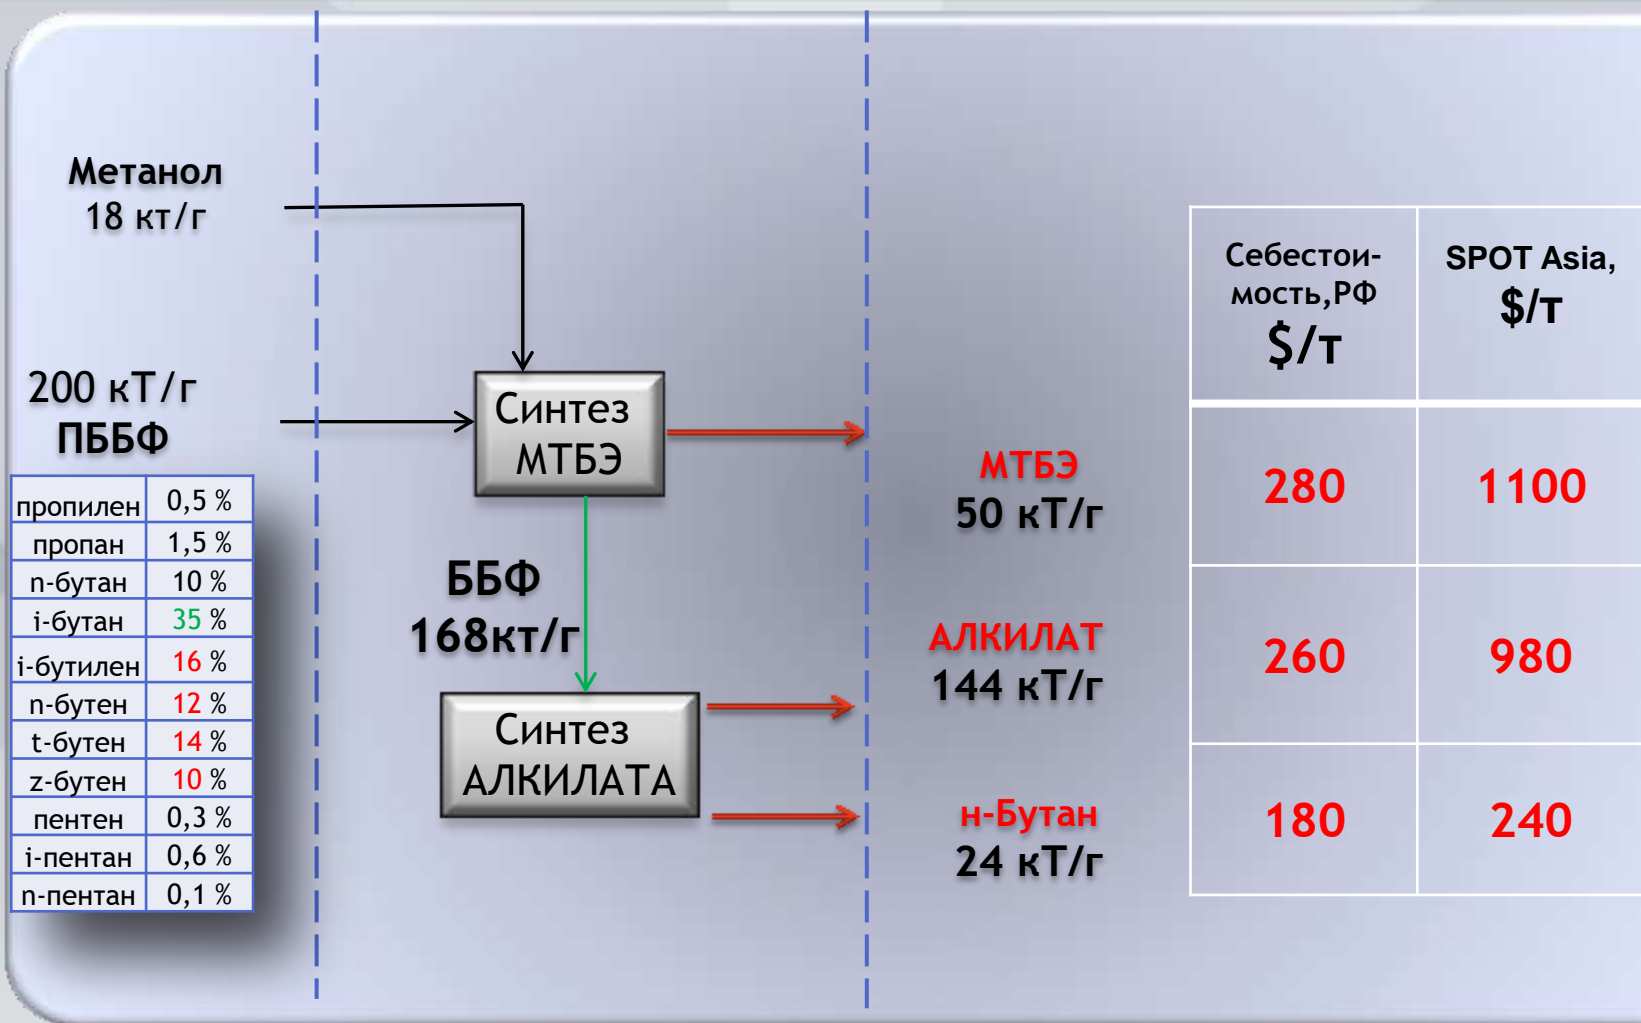 Метанол
18 кт/г
200 кТ/г
ПББФ
пропилен 0,5 %
пропан 1,5 %
n-бутан 10 %
i-бутан 35 %
i-бутилен 16 %
n-бутен 12 %
t-бутен 14 %
z-бутен 10 %
пентен 0,3 %
i-пентан 0,6 %
n-пентан 0,1 %
Синтез
МТБЭ
ББФ
168кт/г
Синтез
АЛКИЛАТА
МТБЭ
50 кТ/г
АЛКИЛАТ
144 кТ/г
н-Бутан
24 кТ/г
Себестои-
мость,РФ
$/т
SPOT Asia,
$/т
280 1100
260 980
180 240